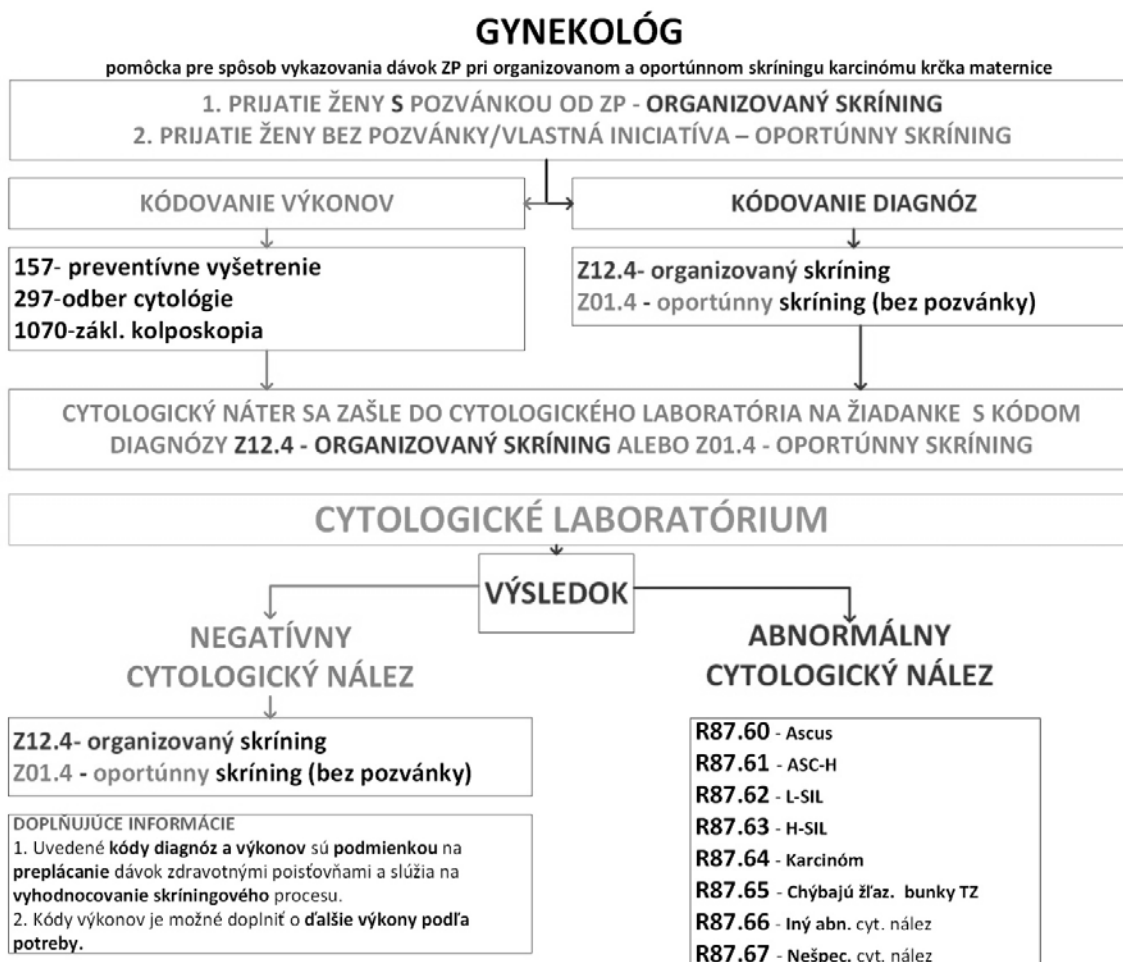 GYNEKOLÓG
pomôcka pre spôsob vykazovania dávok ZP pri organizovanom a oportúnnom skríningu karcinómu krčka maternice
1. PRIJATIE ŽENY S POZVÁNKOU OD ZP - ORGANIZOVANÝ SKRÍNING
2. PRIJATIE ŽENY BEZ POZVÁNKY/VLASTNÁ INICIATÍVA – OPORTÚNNY SKRÍNING
KÓDOVANIE VÝKONOV
157- preventívne vyšetrenie
297-odber cytológie
1070-zákl. kolposkopia
KÓDOVANIE DIAGNÓZ
Z12.4- organizovaný skríning
Z01.4 - oportúnny skríning (bez pozvánky)
CYTOLOGICKÝ NÁTER SA ZAŠLE DO CYTOLOGICKÉHO LABORATÓRIA NA ŽIADANKE S KÓDOM
DIAGNÓZY Z12.4 - ORGANIZOVANÝ SKRÍNING ALEBO Z01.4 - OPORTÚNNY SKRÍNING
CYTOLOGICKÉ LABORATÓRIUM
VÝSLEDOK
NEGATÍVNY
CYTOLOGICKÝ NÁLEZ
Z12.4- organizovaný skríning
Z01.4 - oportúnny skríning (bez pozvánky)
DOPLŇUJÚCE INFORMÁCIE
1. Uvedené kódy diagnóz a výkonov sú podmienkou na
preplácanie dávok zdravotnými poisťovňami a slúžia na
vyhodnocovanie skríningového procesu.
2. Kódy výkonov je možné doplniť o ďalšie výkony podľa
potreby.
ABNORMÁLNY
CYTOLOGICKÝ NÁLEZ
R87.60 - Ascus
R87.61 - ASC-H
R87.62 - L-SIL
R87.63 - H-SIL
R87.64 - Karcinóm
R87.65 - Chýbajú žľaz. bunky TZ
R87.66 - Iný abn. cyt. nález
R87.67 - Nešpec. cyt. nález